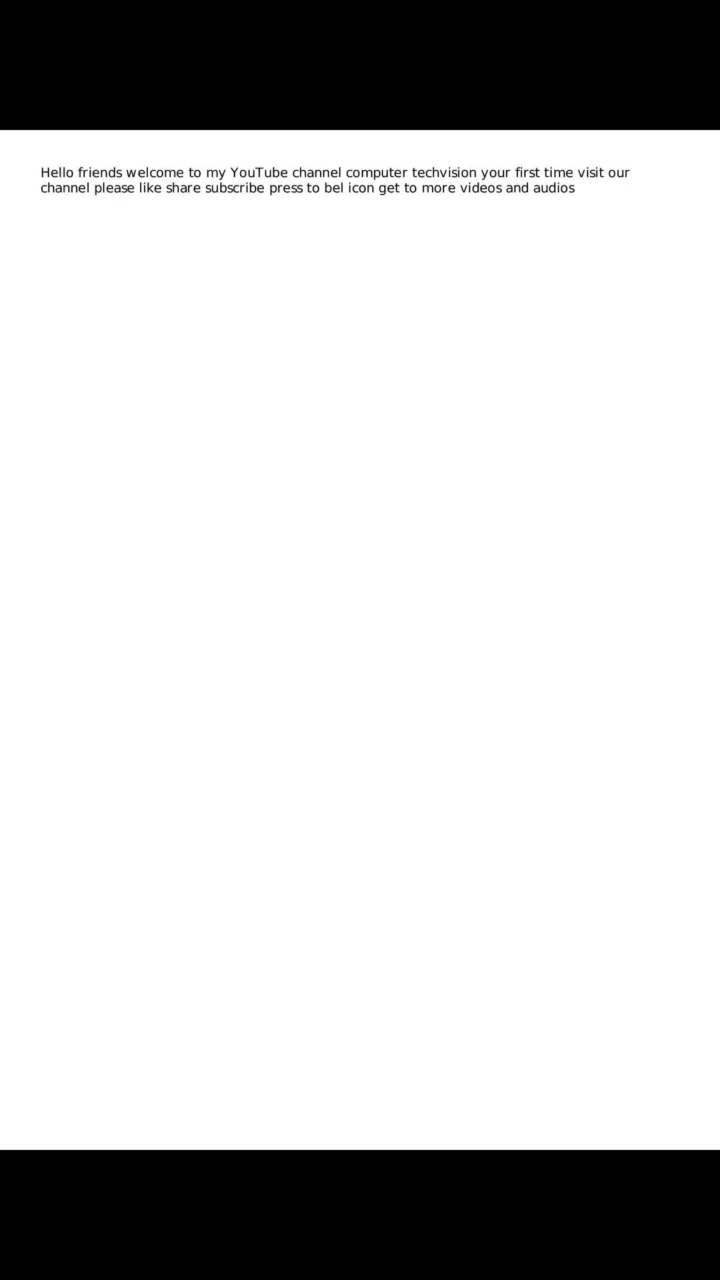 Hello friends welcome to my YouTube channel computer techvision your first time visit our
channel please like share subscribe press to bel icon get to more videos and audios